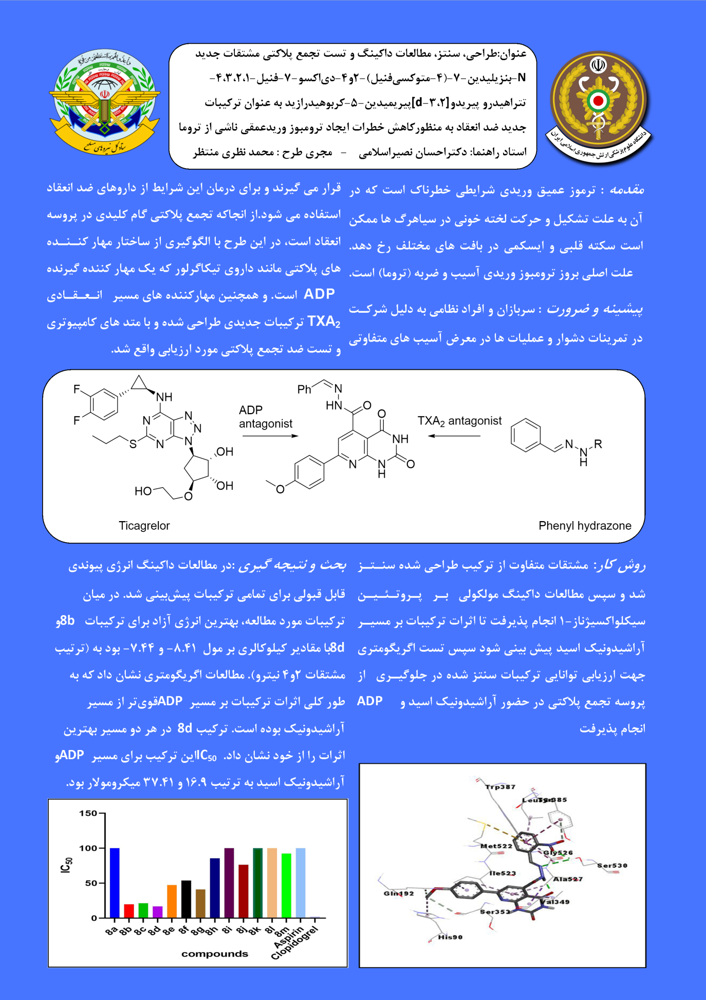 عنوان:طراحی، سنتز، مطالعات داکینگ و تست تجمع پلاکتی مشتقات جدید
N-بنزیلیدین-۷-(۴-متوکسی‌فنیل)-۲و۴-دی‌اکسو-۷-فنیل-۴،۳،۲،۱-
تتراهیدرو پیریدو[۳،۲-d]پیریمیدین-۵-کربوهیدرازید به عنوان ترکیبات
جدید ضد انعقاد به منظورکاهش خطرات ایجاد ترومبوز وریدعمقی ناشی از تروما
استاد راهنما: دکتراحسان نصیراسلامی - مجری طرح : محمد نظری منتظر
دانشگاه علوم پزشکی ارتش جمهوری اسلامی ایران
ستاد کل نیروهای مسلح
مقدمه : ترموز عمیق وریدی شرایطی خطرناک است که در
آن به علت تشکیل و حرکت لخته خونی در سیاهرگ ها ممکن
است سکته قلبی و ایسکمی در بافت های مختلف رخ دهد.
علت اصلی بروز ترومبوز وریدی آسیب و ضربه (تروما) است.
پیشینه و ضرورت : سربازان و افراد نظامی به دلیل شرکت
در تمرینات دشوار و عملیات ها در معرض آسیب های متفاوتی
قرار می گیرند و برای درمان این شرایط از داروهای ضد انعقاد
استفاده می شود.از انجاکه تجمع پلاکتی گام کلیدی در پروسه
انعقاد است، در این طرح با الگوگیری از ساختار مهار کننده
های پلاکتی مانند داروی تیکاگرلور که یک مهار کننده گیرنده
ADP است. و همچنین مهارکننده های مسیر انعقادی
TXA₂ ترکیبات جدیدی طراحی شده و با متد های کامپیوتری
و تست ضد تجمع پلاکتی مورد ارزیابی واقع شد.
F
F
NH
N
N
N
N
N
S
OH
OH
O
HO
Ticagrelor
ADP
antagonist
Ph
N
HN
O
O
NH
O
N
H
N
O
TXA₂ antagonist
N
N
H
R
Phenyl hydrazone
روش کار: مشتقات متفاوت از ترکیب طراحی شده سنتز
شد و سپس مطالعات داکینگ مولکولی بر پروتئین
سیکلواکسیژناز-۱ انجام پذیرفت تا اثرات ترکیبات بر مسیر
آراشیدونیک اسید پیش بینی شود سپس تست اگریگومتری
جهت ارزیابی توانایی ترکیبات سنتز شده در جلوگیری از
پروسه تجمع پلاکتی در حضور آراشیدونیک اسید و ADP
انجام پذیرفت
بحث و نتیجه گیری :در مطالعات داکینگ انرژی پیوندی
قابل قبولی برای تمامی ترکیبات پیش‌بینی شد. در میان
ترکیبات مورد مطالعه، بهترین انرژی آزاد برای ترکیبات 8bو
8dبا مقادیر کیلوکالری بر مول ۸.۴۱- و ۷.۴۴- بود به (ترتیب
مشتقات ۲و۴ نیترو). مطالعات اگریگومتری نشان داد که به
طور کلی اثرات ترکیبات بر مسیر ADPقوی‌تر از مسیر
آراشیدونیک بوده است. ترکیب 8d در هر دو مسیر بهترین
اثرات را از خود نشان داد. IC₅₀این ترکیب برای مسیر ADPو
آراشیدونیک اسید به ترتیب ۱۶.۹ و ۳۷.۴۱ میکرومولار بود.
Trp387
Met522
Gly526
Ser530
Ile523
Ala527
Gln192
Val349
Ser353
His90
150
100
50
0
IC₅₀
8a
8b
8c
8d
8e
8f
8g
8h
8i
8j
8k
8l
8m
Aspirin
Clopidogrel
compounds